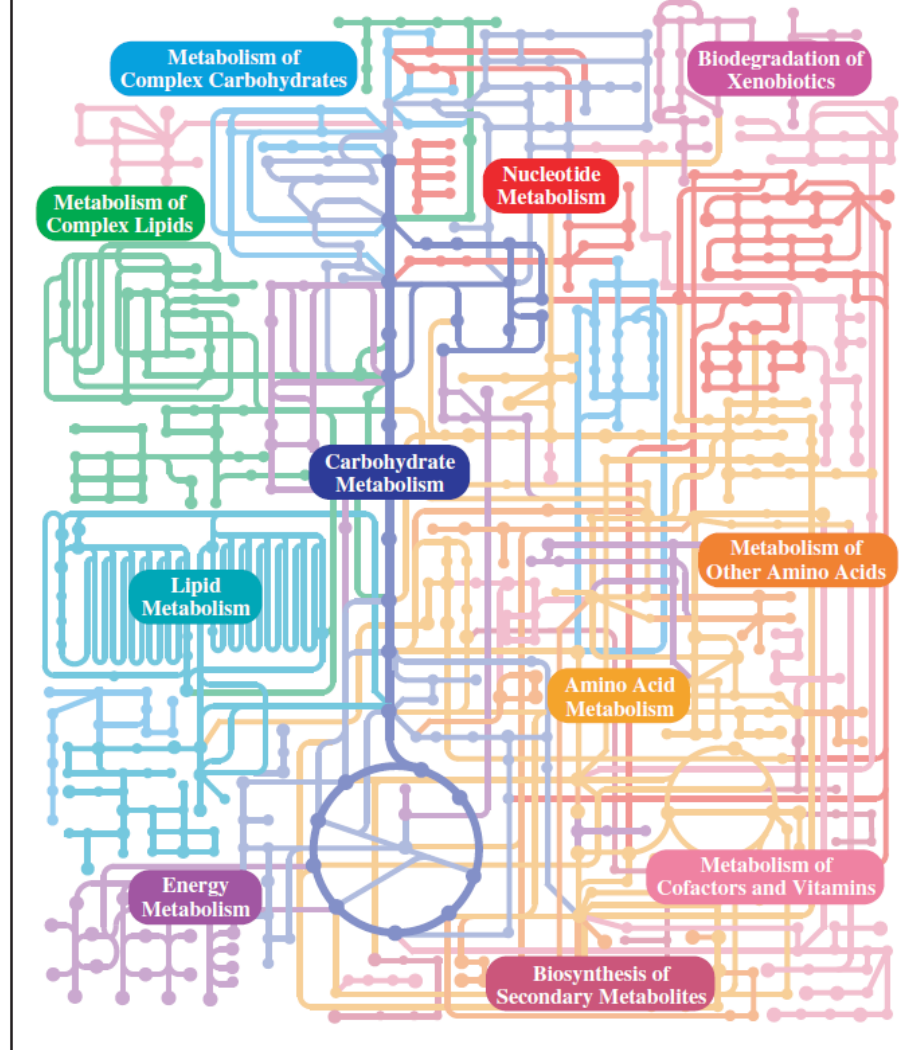 Metabolism of
Complex Carbohydrates
Biodegradation of
Xenobiotics
Nucleotide
Metabolism
Metabolism of
Complex Lipids
Carbohydrate
Metabolism
Metabolism of
Other Amino Acids
Lipid
Metabolism
Amino Acid
Metabolism
Metabolism of
Cofactors and Vitamins
Energy
Metabolism
Biosynthesis of
Secondary Metabolites